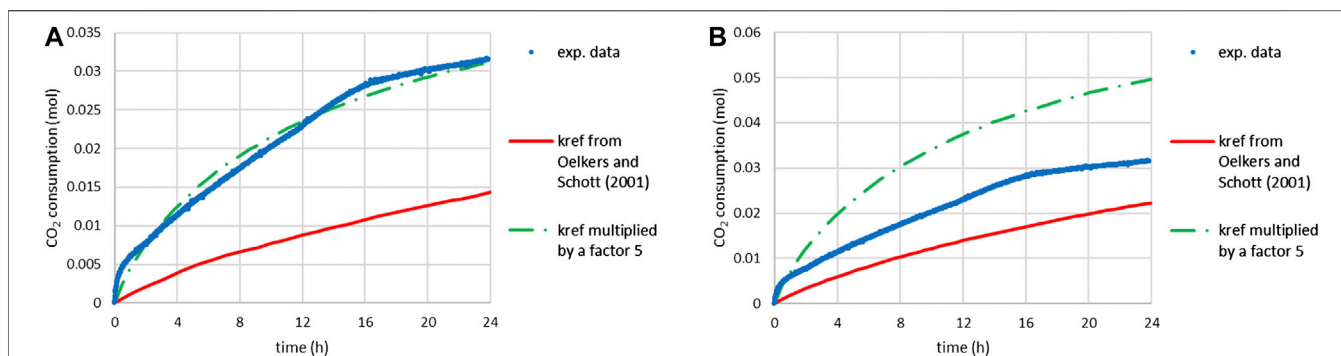 A
0.035
0.03
0.025
0.02
0.015
0.01
0.005
0
CO2 consumption (mol)
0 4 8 12 16 20 24
time (h)
exp. data
kref from
Oelkers and
Schott (2001)
kref multiplied
by a factor 5
B
0.06
0.05
0.04
0.03
0.02
0.01
0
CO2 consumption (mol)
0 4 8 12 16 20 24
time (h)
exp. data
kref from
Oelkers and
Schott (2001)
kref multiplied
by a factor 5